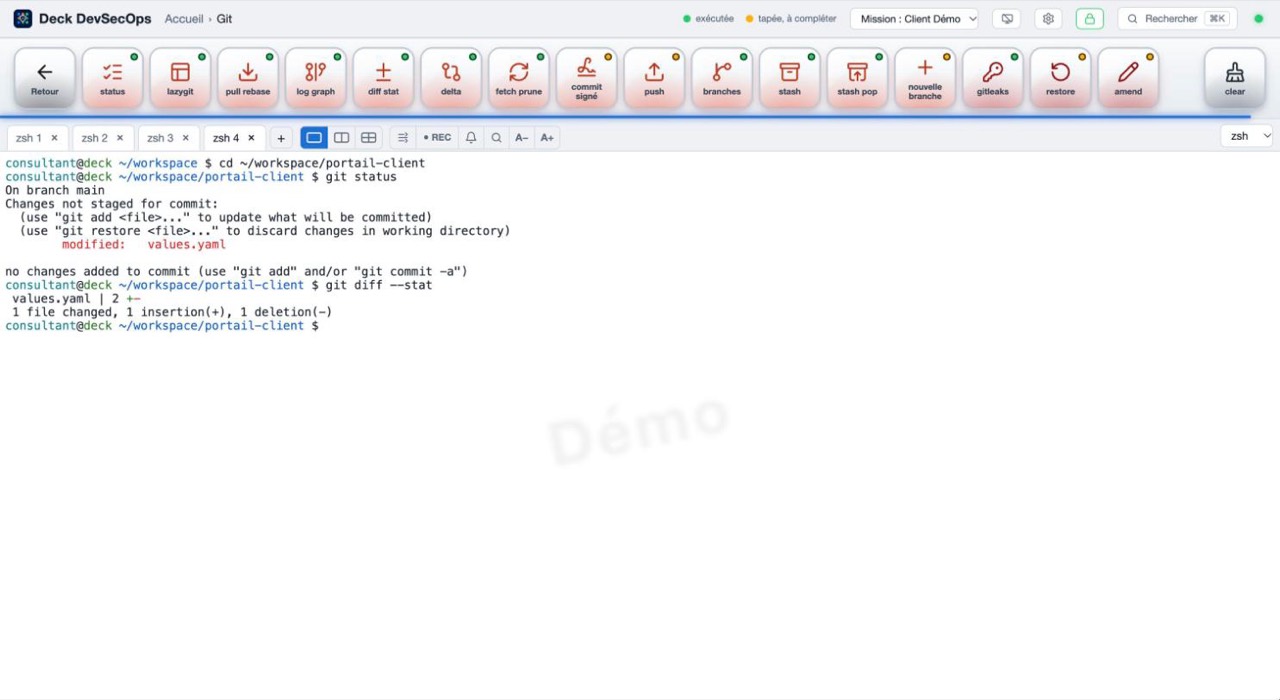 Deck DevSecOps Accueil › Git
exécutée tapée, à compléter Mission : Client Démo Rechercher ⌘K
Retour status lazygit pull rebase log graph diff stat delta fetch prune commit signé push branches stash stash pop nouvelle branche gitleaks restore amend clear
zsh 1 × zsh 2 × zsh 3 × zsh 4 × + • REC A− A+ zsh
consultant@deck ~/workspace $ cd ~/workspace/portail-client
consultant@deck ~/workspace/portail-client $ git status
On branch main
Changes not staged for commit:
  (use "git add <file>..." to update what will be committed)
  (use "git restore <file>..." to discard changes in working directory)
        modified:   values.yaml
no changes added to commit (use "git add" and/or "git commit -a")
consultant@deck ~/workspace/portail-client $ git diff --stat
 values.yaml | 2 +-
 1 file changed, 1 insertion(+), 1 deletion(-)
consultant@deck ~/workspace/portail-client $
Démo